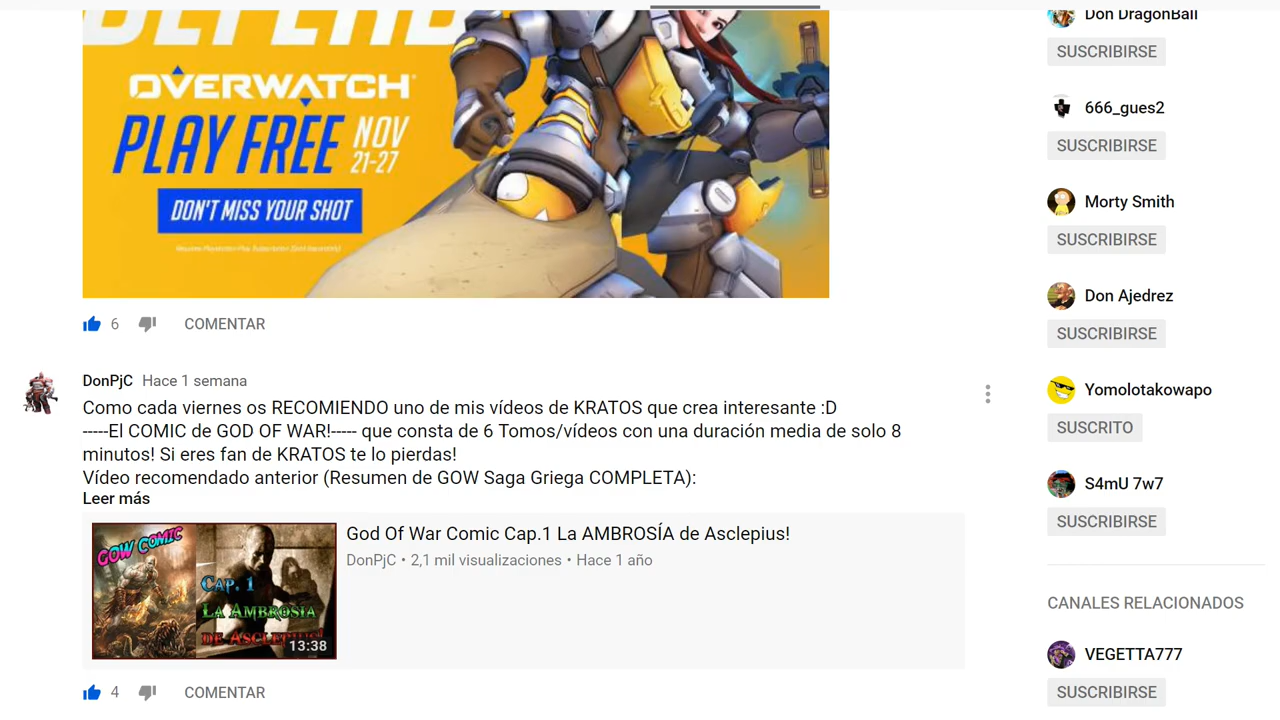 DEFEND
OVERWATCH
PLAY FREE NOV
21-27
DON'T MISS YOUR SHOT
6 COMENTAR
DonPjC Hace 1 semana
Como cada viernes os RECOMIENDO uno de mis vídeos de KRATOS que crea interesante :D
-----El COMIC de GOD OF WAR!----- que consta de 6 Tomos/vídeos con una duración media de solo 8
minutos! Si eres fan de KRATOS te lo pierdas!
Vídeo recomendado anterior (Resumen de GOW Saga Griega COMPLETA):
Leer más
GOW COMIC
CAP. 1
LA AMBROSIA
DE ASCLEPIUS!
13:38
God Of War Comic Cap.1 La AMBROSÍA de Asclepius!
DonPjC • 2,1 mil visualizaciones • Hace 1 año
4 COMENTAR
Don DragonBall
SUSCRIBIRSE
666_gues2
SUSCRIBIRSE
Morty Smith
SUSCRIBIRSE
Don Ajedrez
SUSCRIBIRSE
Yomolotakowapo
SUSCRITO
S4mU 7w7
SUSCRIBIRSE
CANALES RELACIONADOS
VEGETTA777
SUSCRIBIRSE